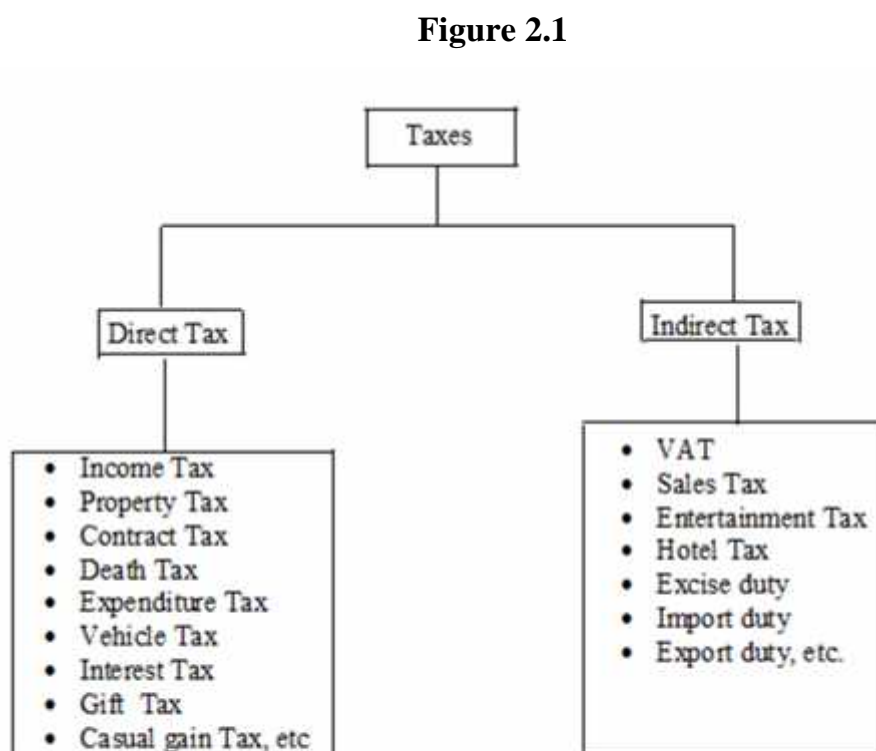 Figure 2.1
Taxes
Direct Tax
Indirect Tax
• Income Tax
• Property Tax
• Contract Tax
• Death Tax
• Expenditure Tax
• Vehicle Tax
• Interest Tax
• Gift Tax
• Casual gain Tax, etc
• VAT
• Sales Tax
• Entertainment Tax
• Hotel Tax
• Excise duty
• Import duty
• Export duty, etc.